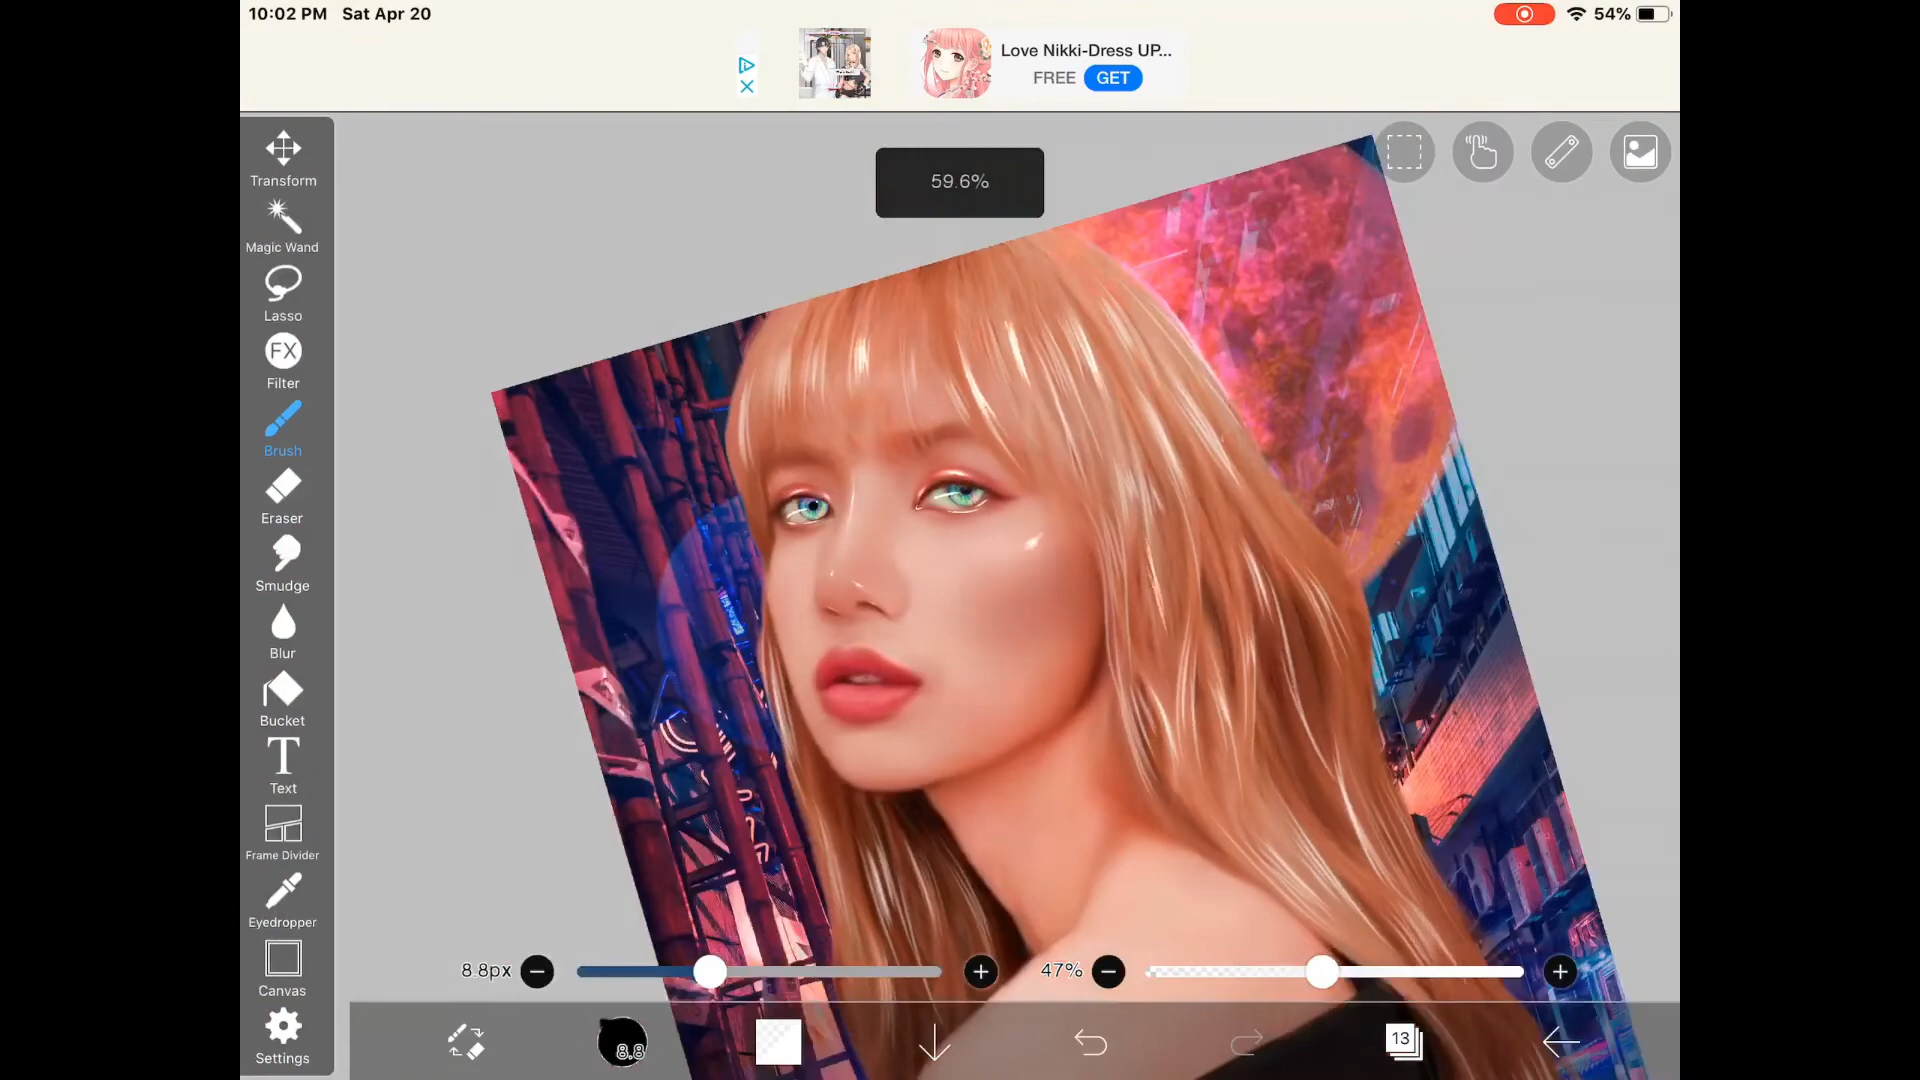 10:02 PM Sat Apr 20
54%
Love Nikki-Dress UP...
FREE GET
59.6%
Transform
Magic Wand
Lasso
FX
Filter
Brush
Eraser
Smudge
Blur
Bucket
T
Text
Frame Divider
Eyedropper
Canvas
Settings
8.8px
47%
8.8
13